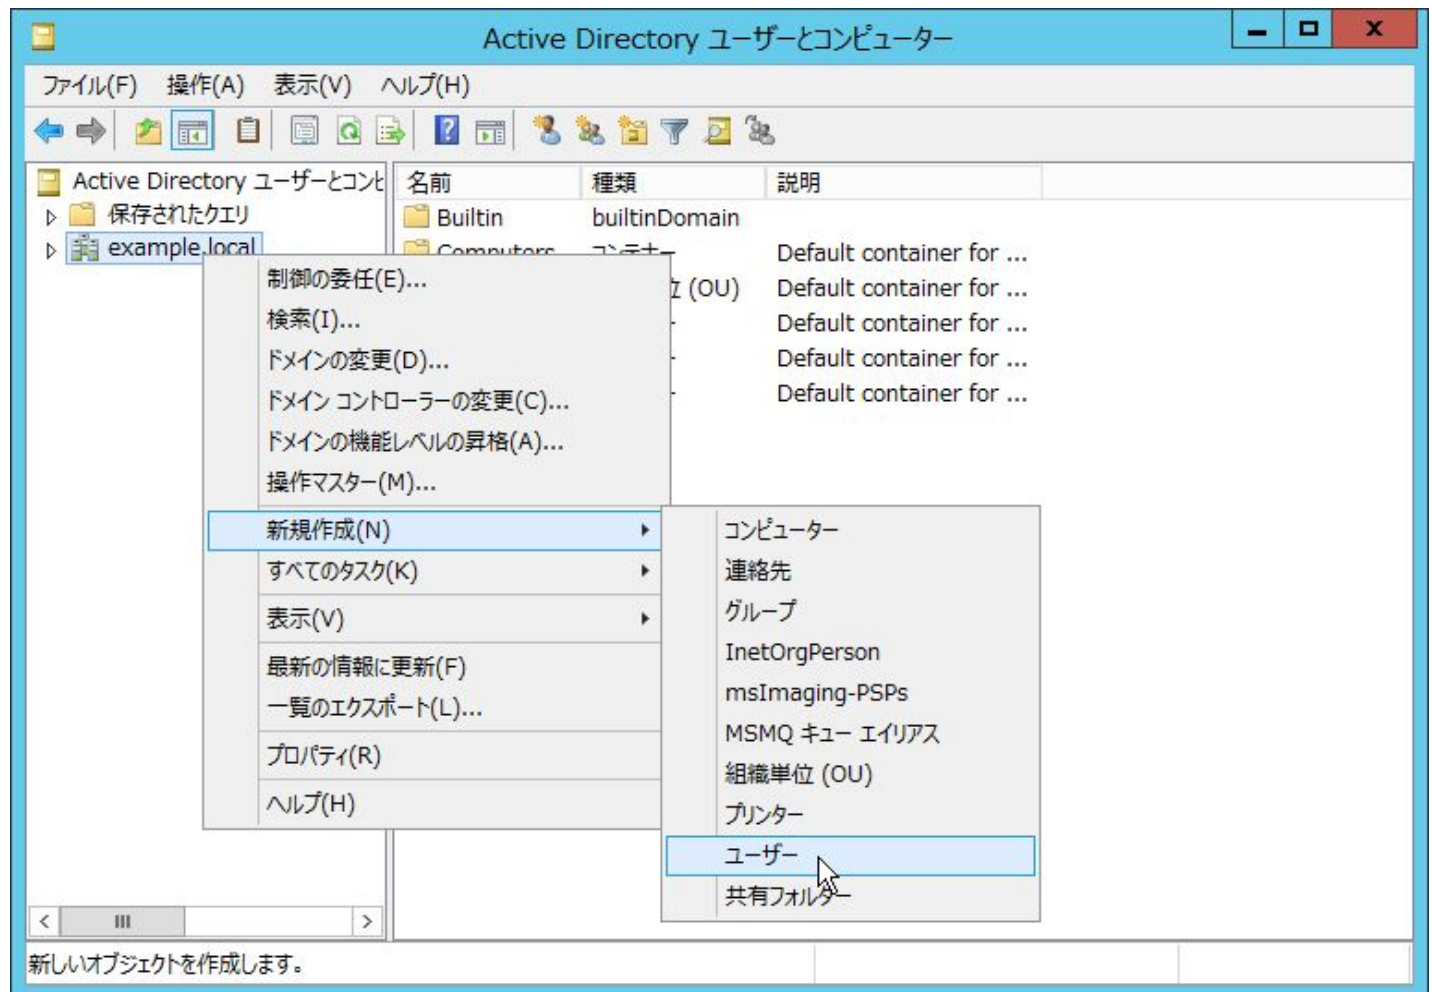 Active Directory ユーザーとコンピューター
ファイル(F) 操作(A) 表示(V) ヘルプ(H)
Active Directory ユーザーとコンピ
保存されたクエリ
example.local
名前 種類 説明
Builtin builtinDomain
Computers コンテナー Default container for ...
(OU) Default container for ...
Default container for ...
Default container for ...
Default container for ...
制御の委任(E)...
検索(I)...
ドメインの変更(D)...
ドメイン コントローラーの変更(C)...
ドメインの機能レベルの昇格(A)...
操作マスター(M)...
新規作成(N)
すべてのタスク(K)
表示(V)
最新の情報に更新(F)
一覧のエクスポート(L)...
プロパティ(R)
ヘルプ(H)
コンピューター
連絡先
グループ
InetOrgPerson
msImaging-PSPs
MSMQ キュー エイリアス
組織単位 (OU)
プリンター
ユーザー
共有フォルダー
新しいオブジェクトを作成します。